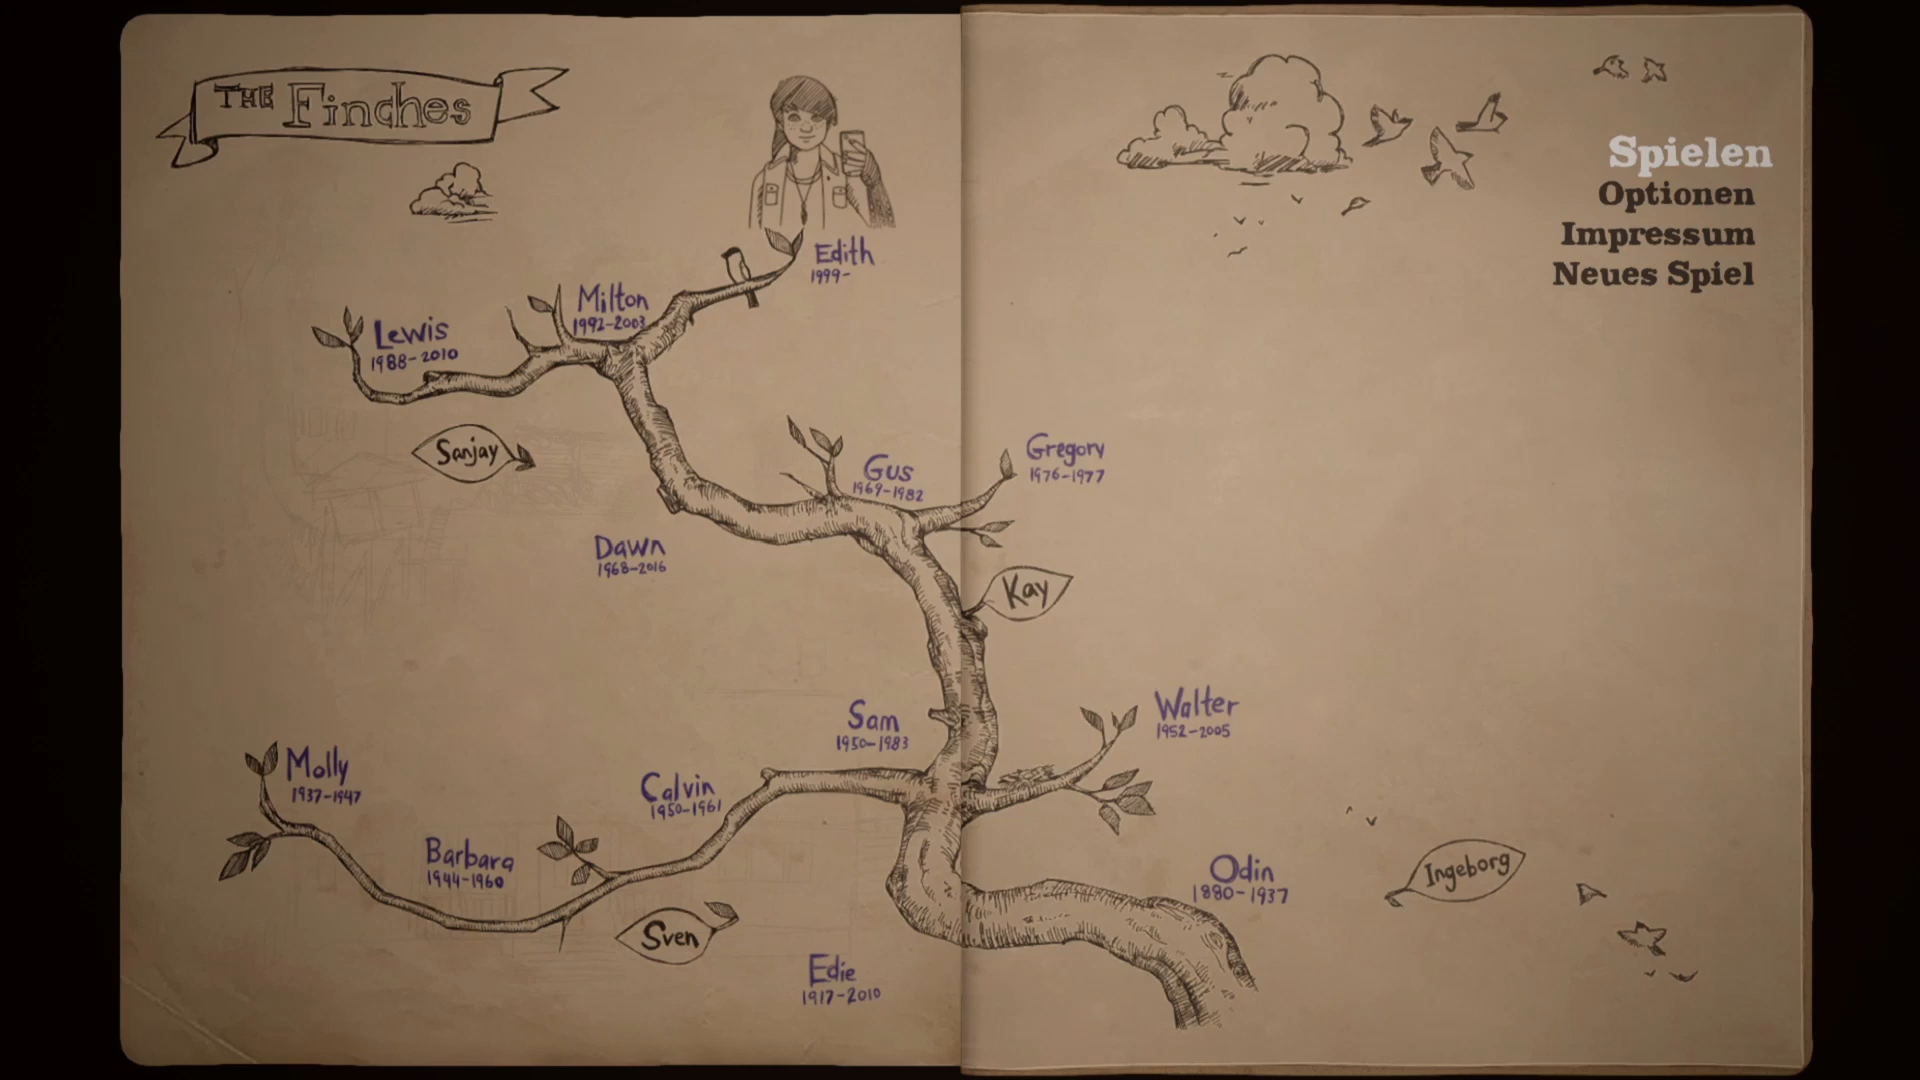 THE Finches
Spielen
Optionen
Impressum
Neues Spiel
Edith
1999-
Milton
1992-2003
Lewis
1988-2010
Sanjay
Gus
1969-1982
Gregory
1976-1977
Dawn
1968-2016
Kay
Sam
1950-1983
Walter
1952-2005
Molly
1937-1947
Calvin
1950-1961
Barbara
1944-1960
Odin
1880-1937
Ingeborg
Sven
Edie
1917-2010